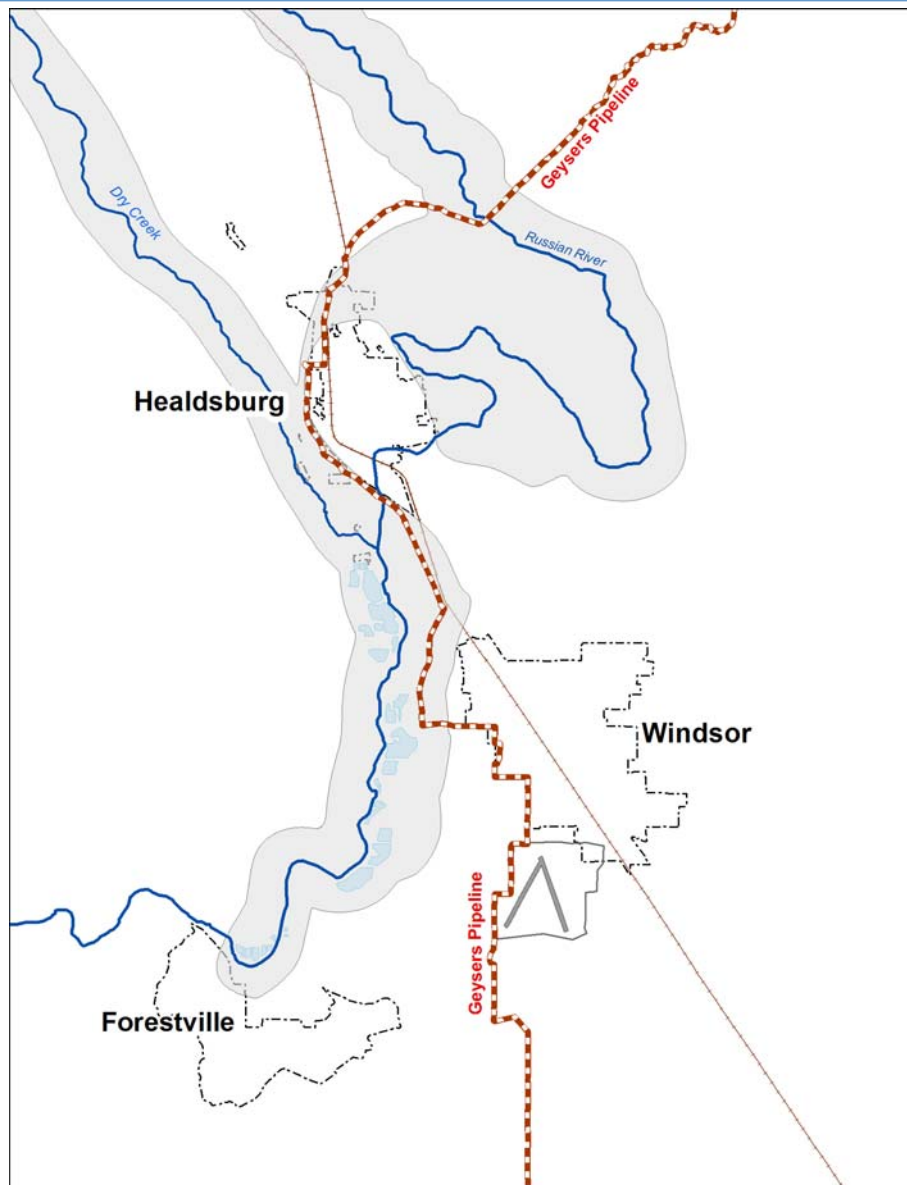 Geysers Pipeline
Dry Creek
Russian River
Healdsburg
Windsor
Geysers Pipeline
Forestville